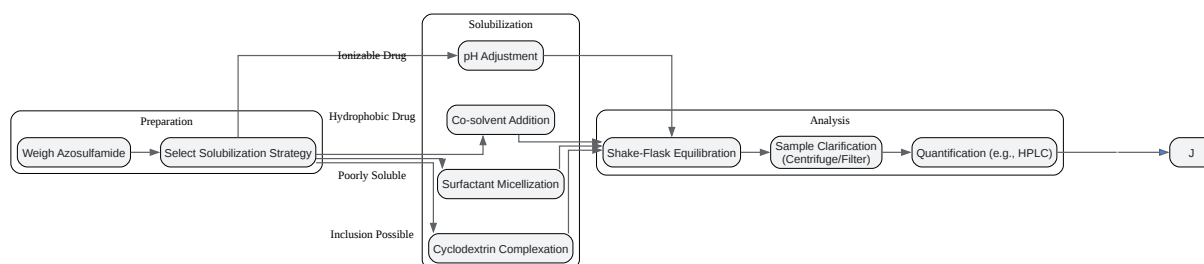 Solubilization
Ionizable Drug
pH Adjustment
Preparation
Hydrophobic Drug
Co-solvent Addition
Analysis
Weigh Azosulfamide
Select Solubilization Strategy
Shake-Flask Equilibration
Sample Clarification
(Centrifuge/Filter)
Quantification (e.g., HPLC)
J
Poorly Soluble
Surfactant Micellization
Inclusion Possible
Cyclodextrin Complexation